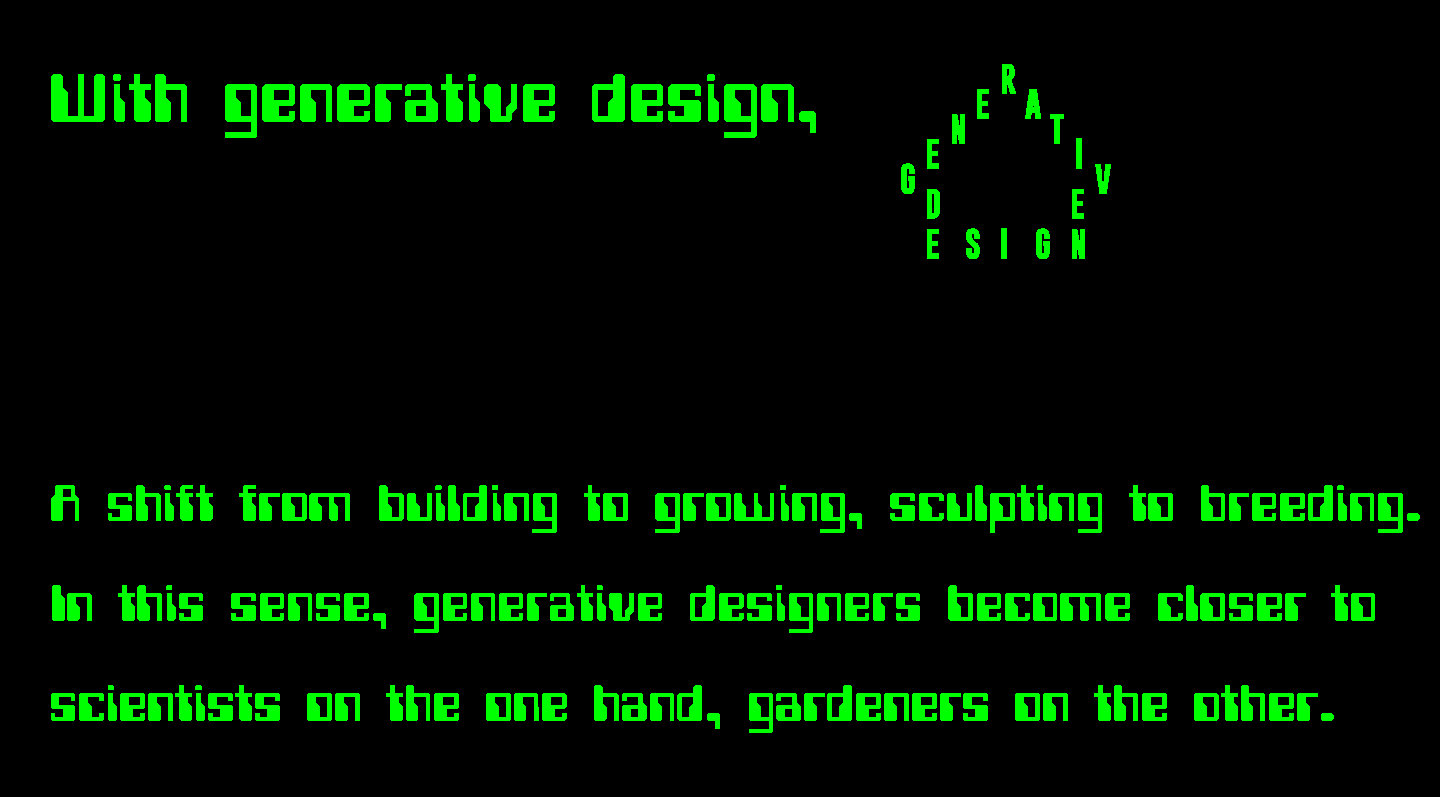 With generative design,
GENERATIVE DESIGN
A shift from building to growing, sculpting to breeding.
In this sense, generative designers become closer to
scientists on the one hand, gardeners on the other.